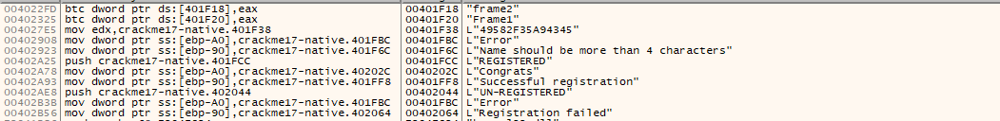 004022FD btc dword ptr ds:[401F18],eax 00401F18 "frame2"
00402325 btc dword ptr ds:[401F20],eax 00401F20 "Frame1"
004027E5 mov edx,crackme17-native.401F38 00401F38 L"49582F35A94345"
00402908 mov dword ptr ss:[ebp-A0],crackme17-native.401FBC 00401FBC L"Error"
00402923 mov dword ptr ss:[ebp-90],crackme17-native.401F6C 00401F6C L"Name should be more than 4 characters"
00402A25 push crackme17-native.401FCC 00401FCC L"REGISTERED"
00402A78 mov dword ptr ss:[ebp-A0],crackme17-native.40202C 0040202C L"Congrats"
00402A93 mov dword ptr ss:[ebp-90],crackme17-native.401FF8 00401FF8 L"Successful registration"
00402AE8 push crackme17-native.402044 00402044 L"UN-REGISTERED"
00402B3B mov dword ptr ss:[ebp-A0],crackme17-native.401FBC 00401FBC L"Error"
00402B56 mov dword ptr ss:[ebp-90],crackme17-native.402064 00402064 L"Registration failed"